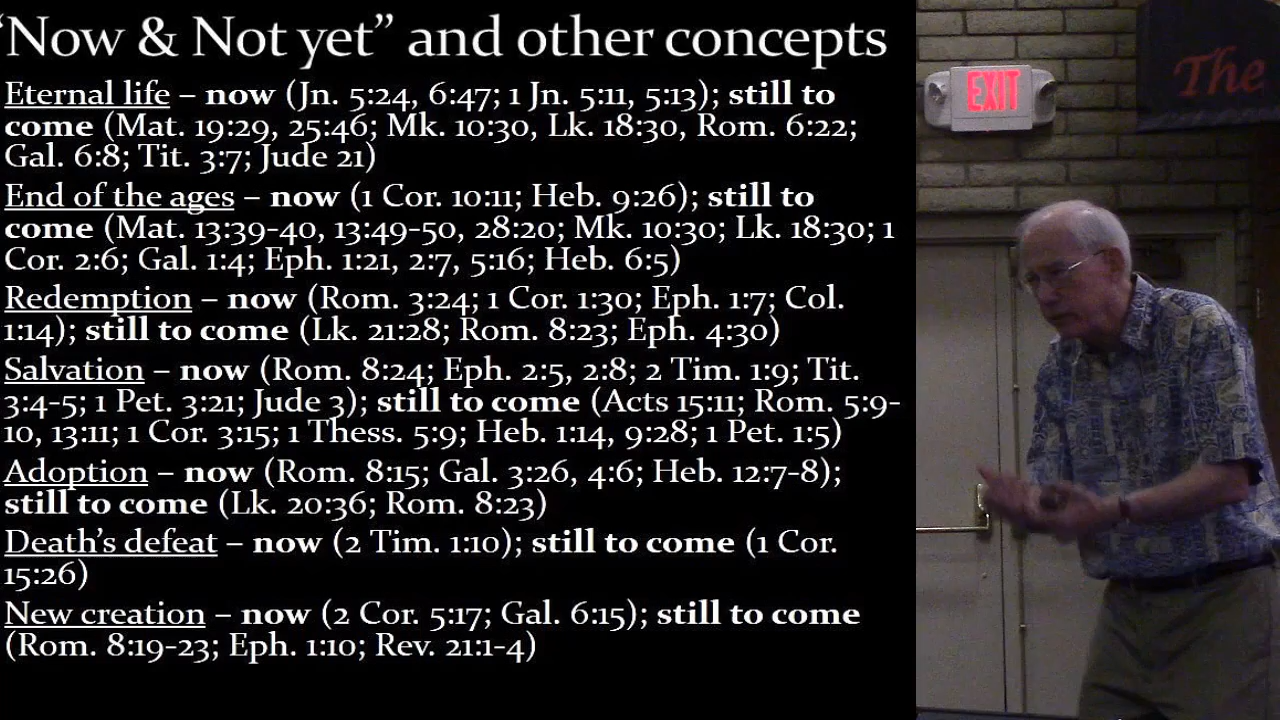 “Now & Not yet” and other concepts
Eternal life – now (Jn. 5:24, 6:47; 1 Jn. 5:11, 5:13); still to
come (Mat. 19:29, 25:46; Mk. 10:30, Lk. 18:30, Rom. 6:22;
Gal. 6:8; Tit. 3:7; Jude 21)
End of the ages – now (1 Cor. 10:11; Heb. 9:26); still to
come (Mat. 13:39-40, 13:49-50, 28:20; Mk. 10:30; Lk. 18:30; 1
Cor. 2:6; Gal. 1:4; Eph. 1:21, 2:7, 5:16; Heb. 6:5)
Redemption – now (Rom. 3:24; 1 Cor. 1:30; Eph. 1:7; Col.
1:14); still to come (Lk. 21:28; Rom. 8:23; Eph. 4:30)
Salvation – now (Rom. 8:24; Eph. 2:5, 2:8; 2 Tim. 1:9; Tit.
3:4-5; 1 Pet. 3:21; Jude 3); still to come (Acts 15:11; Rom. 5:9-
10, 13:11; 1 Cor. 3:15; 1 Thess. 5:9; Heb. 1:14, 9:28; 1 Pet. 1:5)
Adoption – now (Rom. 8:15; Gal. 3:26, 4:6; Heb. 12:7-8);
still to come (Lk. 20:36; Rom. 8:23)
Death’s defeat – now (2 Tim. 1:10); still to come (1 Cor.
15:26)
New creation – now (2 Cor. 5:17; Gal. 6:15); still to come
(Rom. 8:19-23; Eph. 1:10; Rev. 21:1-4)
EXIT
The